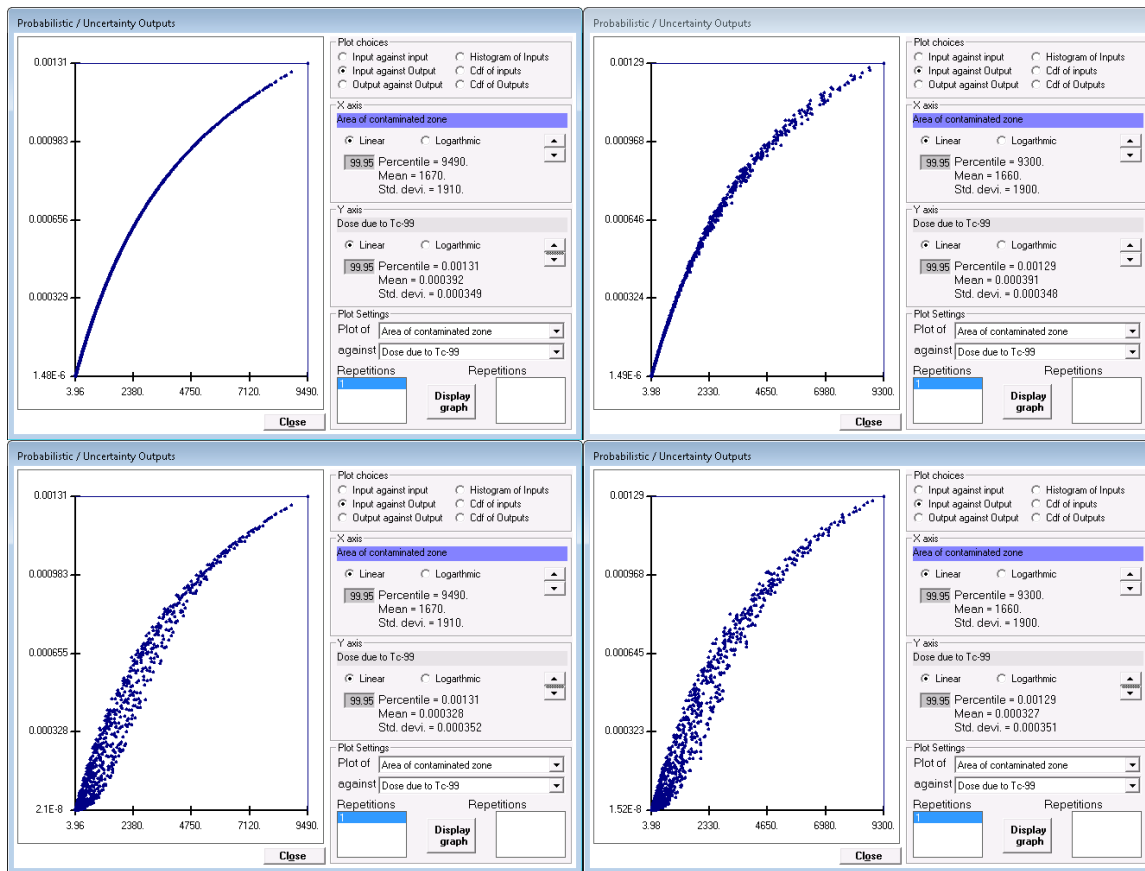 Probabilistic / Uncertainty Outputs
0.00131
0.000983
0.000656
0.000329
1.48E-6
3.96 2380. 4750. 7120. 9490.
Plot choices
Input against input Histogram of Inputs
Input against Output Cdf of inputs
Output against Output Cdf of Outputs
X axis
Area of contaminated zone
Linear Logarithmic
99.95 Percentile = 9490.
Mean = 1670.
Std. devi. = 1910.
Y axis
Dose due to Tc-99
Linear Logarithmic
99.95 Percentile = 0.00131
Mean = 0.000392
Std. devi. = 0.000349
Plot Settings
Plot of Area of contaminated zone
against Dose due to Tc-99
Repetitions Repetitions
1
Display
graph
Close
Probabilistic / Uncertainty Outputs
0.00129
0.000968
0.000646
0.000324
1.49E-6
3.98 2330. 4650. 6980. 9300.
Plot choices
Input against input Histogram of Inputs
Input against Output Cdf of inputs
Output against Output Cdf of Outputs
X axis
Area of contaminated zone
Linear Logarithmic
99.95 Percentile = 9300.
Mean = 1660.
Std. devi. = 1900.
Y axis
Dose due to Tc-99
Linear Logarithmic
99.95 Percentile = 0.00129
Mean = 0.000391
Std. devi. = 0.000348
Plot Settings
Plot of Area of contaminated zone
against Dose due to Tc-99
Repetitions Repetitions
1
Display
graph
Close
Probabilistic / Uncertainty Outputs
0.00131
0.000983
0.000655
0.000328
2.1E-8
3.96 2380. 4750. 7120. 9490.
Plot choices
Input against input Histogram of Inputs
Input against Output Cdf of inputs
Output against Output Cdf of Outputs
X axis
Area of contaminated zone
Linear Logarithmic
99.95 Percentile = 9490.
Mean = 1670.
Std. devi. = 1910.
Y axis
Dose due to Tc-99
Linear Logarithmic
99.95 Percentile = 0.00131
Mean = 0.000328
Std. devi. = 0.000352
Plot Settings
Plot of Area of contaminated zone
against Dose due to Tc-99
Repetitions Repetitions
1
Display
graph
Close
Probabilistic / Uncertainty Outputs
0.00129
0.000968
0.000645
0.000323
1.52E-8
3.98 2330. 4650. 6980. 9300.
Plot choices
Input against input Histogram of Inputs
Input against Output Cdf of inputs
Output against Output Cdf of Outputs
X axis
Area of contaminated zone
Linear Logarithmic
99.95 Percentile = 9300.
Mean = 1660.
Std. devi. = 1900.
Y axis
Dose due to Tc-99
Linear Logarithmic
99.95 Percentile = 0.00129
Mean = 0.000327
Std. devi. = 0.000351
Plot Settings
Plot of Area of contaminated zone
against Dose due to Tc-99
Repetitions Repetitions
1
Display
graph
Close